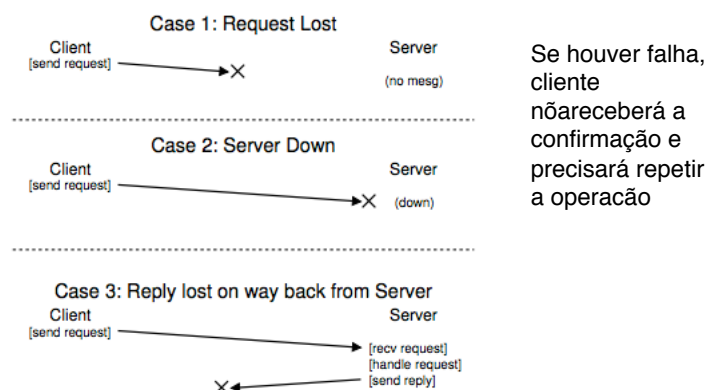 Case 1: Request Lost
Client
Server
[send request]
(no mesg)
Case 2: Server Down
Client
Server
[send request]
(down)
Case 3: Reply lost on way back from Server
Client
Server
[send request]
[recv request]
[handle request]
[send reply]
Se houver falha,
cliente
nõareceberá a
confirmação e
precisará repetir
a operacão